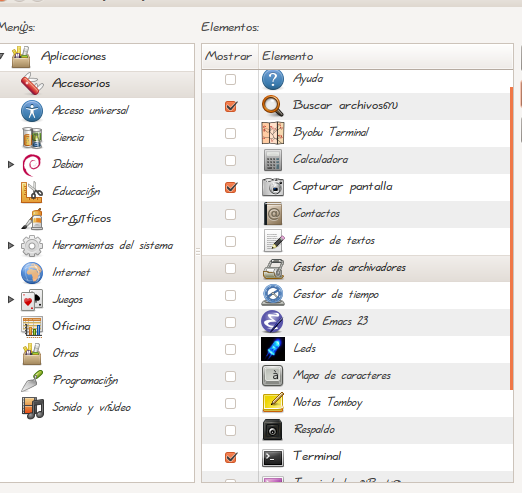 Menús:
Aplicaciones
Accesorios
Acceso universal
Ciencia
Debian
Educación
Gráficos
Herramientas del sistema
Internet
Juegos
Oficina
Otras
Programación
Sonido y vídeo
Elementos:
Mostrar Elemento
Ayuda
Buscar archivos…
Byobu Terminal
Calculadora
Capturar pantalla
Contactos
Editor de textos
Gestor de archivadores
Gestor de tiempo
GNU Emacs 23
Leds
Mapa de caracteres
Notas Tomboy
Respaldo
Terminal